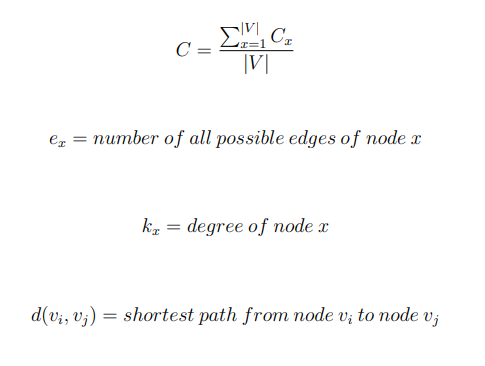 C = \frac{\sum_{x=1}^{|V|} C_x}{|V|}
e_x = number of all possible edges of node x
k_x = degree of node x
d(v_i, v_j) = shortest path from node v_i to node v_j